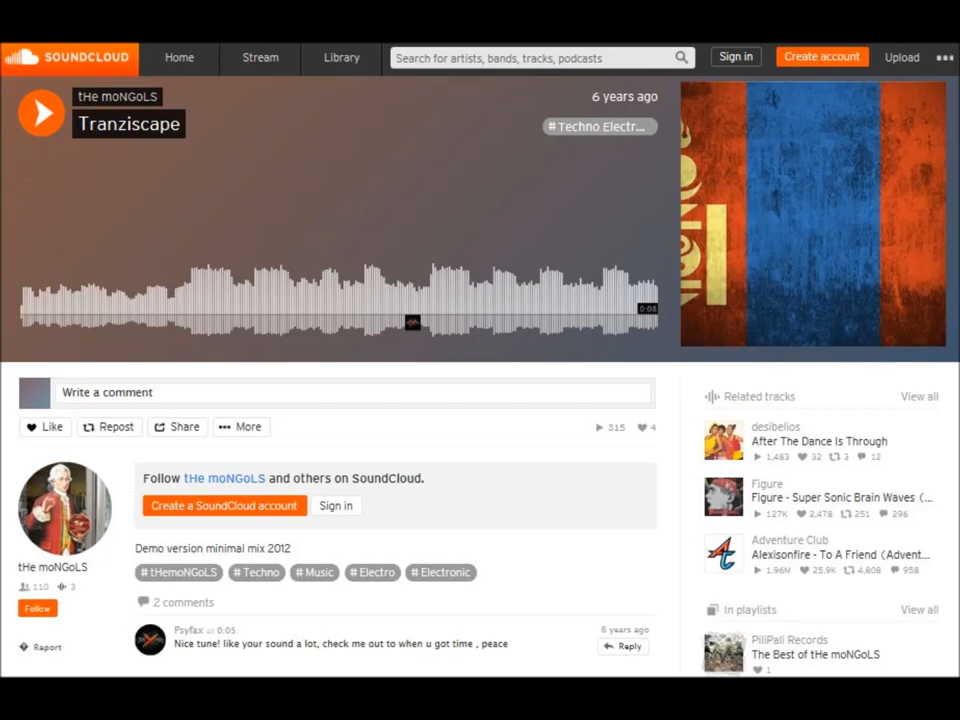 SOUNDCLOUD
Home
Stream
Library
Search for artists, bands, tracks, podcasts
Sign in
Create account
Upload
tHe moNGoLS
6 years ago
Tranziscape
# Techno Electr...
0:08
Write a comment
Like
Repost
Share
More
315
4
Follow tHe moNGoLS and others on SoundCloud.
Create a SoundCloud account
Sign in
Demo version minimal mix 2012
# tHemoNGoLS
# Techno
# Music
# Electro
# Electronic
2 comments
Psyfax at 0:05:
6 years ago
Nice tune! like your sound a lot, check me out to when u got time , peace
Reply
tHe moNGoLS
110
3
Follow
Report
Related tracks
View all
desibelios
After The Dance Is Through
1,483
32
3
12
Figure
Figure - Super Sonic Brain Waves (...
127K
2,478
251
296
Adventure Club
Alexisonfire - To A Friend (Advent...
1.96M
25.9K
4,808
958
In playlists
View all
PiliPali Records
The Best of tHe moNGoLS
1